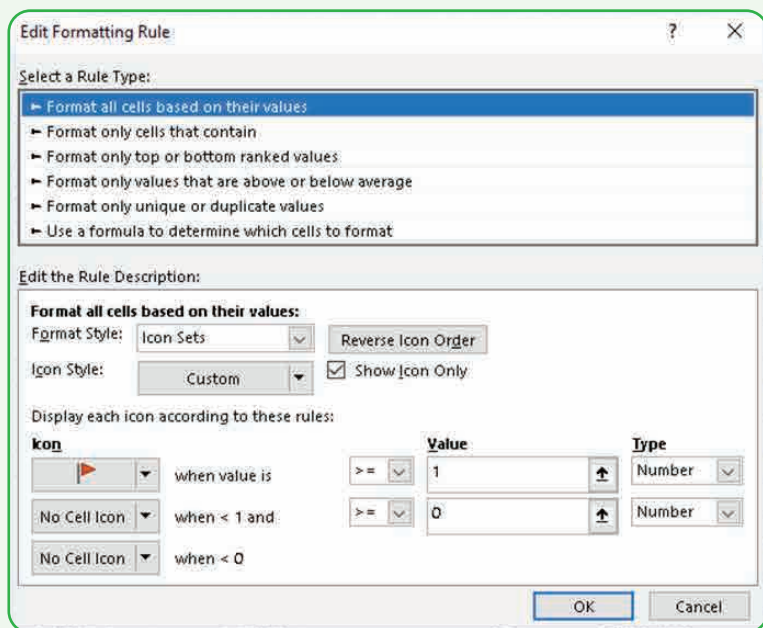 Edit Formatting Rule ? ×
Select a Rule Type:
► Format all cells based on their values
► Format only cells that contain
► Format only top or bottom ranked values
► Format only values that are above or below average
► Format only unique or duplicate values
► Use a formula to determine which cells to format
Edit the Rule Description:
Format all cells based on their values:
Format Style: Icon Sets Reverse Icon Order
Icon Style: Custom Show Icon Only
Display each icon according to these rules:
Icon Value Type
when value is >= 1 Number
No Cell Icon when < 1 and >= 0 Number
No Cell Icon when < 0
OK Cancel